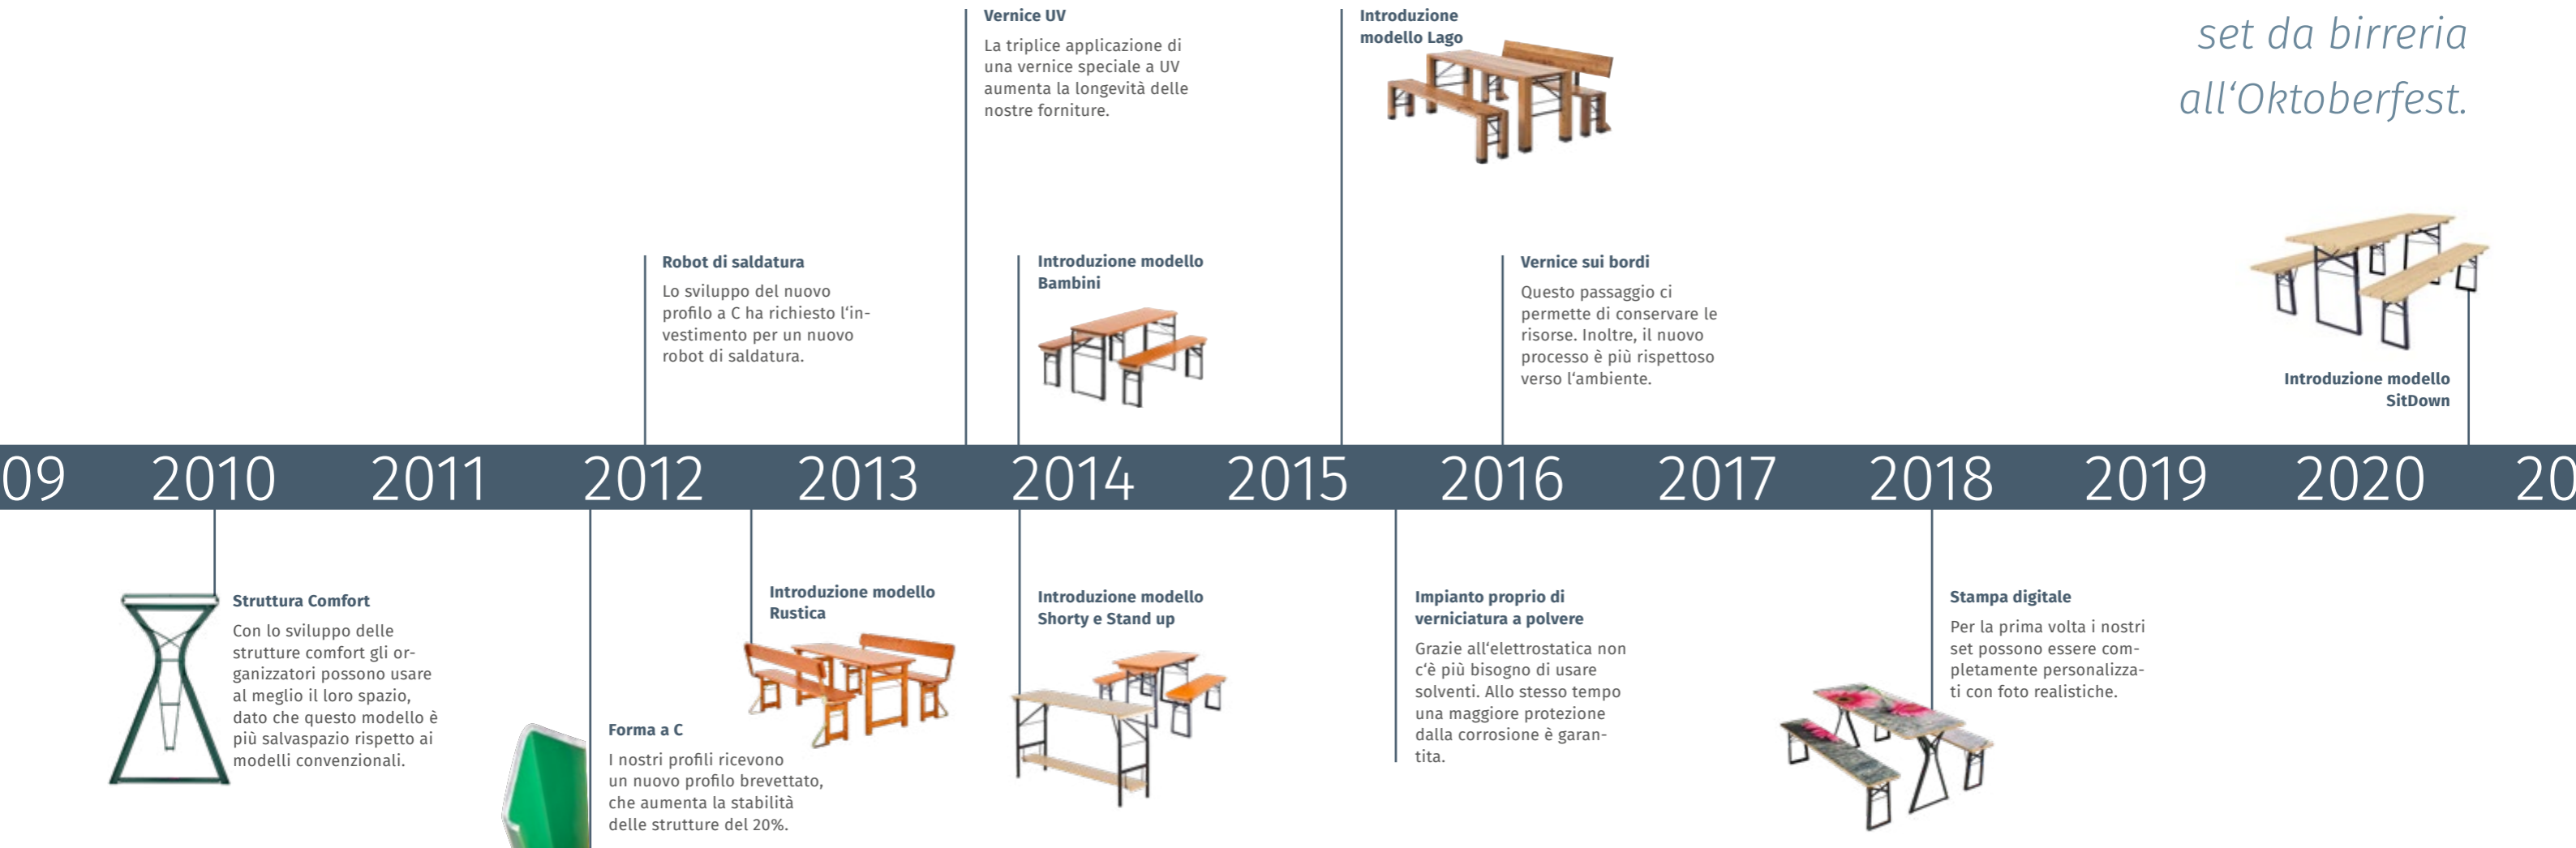 Vernice UV
La triplice applicazione di
una vernice speciale a UV
aumenta la longevità delle
nostre forniture.
Introduzione
modello Lago
set da birreria
all‘Oktoberfest.
Robot di saldatura
Lo sviluppo del nuovo
profilo a C ha richiesto l‘in-
vestimento per un nuovo
robot di saldatura.
Introduzione modello
Bambini
Vernice sui bordi
Questo passaggio ci
permette di conservare le
risorse. Inoltre, il nuovo
processo è più rispettoso
verso l‘ambiente.
Introduzione modello
SitDown
09 2010 2011 2012 2013 2014 2015 2016 2017 2018 2019 2020 20
Struttura Comfort
Con lo sviluppo delle
strutture comfort gli or-
ganizzatori possono usare
al meglio il loro spazio,
dato che questo modello è
più salvaspazio rispetto ai
modelli convenzionali.
Forma a C
I nostri profili ricevono
un nuovo profilo brevettato,
che aumenta la stabilità
delle strutture del 20%.
Introduzione modello
Rustica
Introduzione modello
Shorty e Stand up
Impianto proprio di
verniciatura a polvere
Grazie all‘elettrostatica non
c‘è più bisogno di usare
solventi. Allo stesso tempo
una maggiore protezione
dalla corrosione è garan-
tita.
Stampa digitale
Per la prima volta i nostri
set possono essere com-
pletamente personalizza-
ti con foto realistiche.